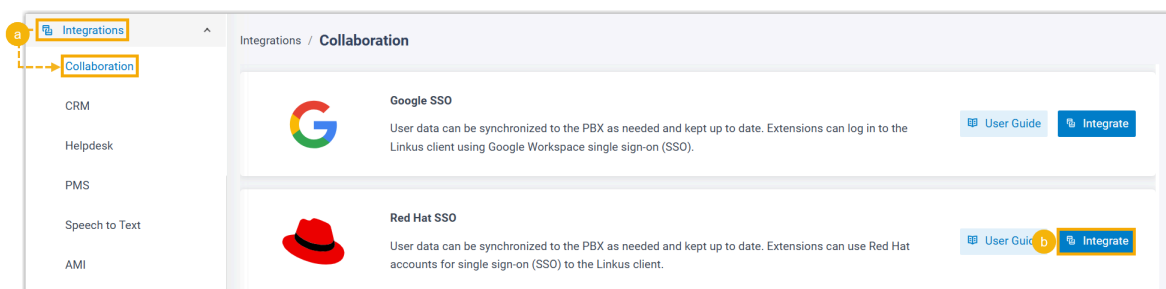 a
Integrations
Collaboration
CRM
Helpdesk
PMS
Speech to Text
AMI
Integrations / Collaboration
Google SSO
User data can be synchronized to the PBX as needed and kept up to date. Extensions can log in to the
Linkus client using Google Workspace single sign-on (SSO).
User Guide
Integrate
Red Hat SSO
User data can be synchronized to the PBX as needed and kept up to date. Extensions can use Red Hat
accounts for single sign-on (SSO) to the Linkus client.
User Guid
b
Integrate